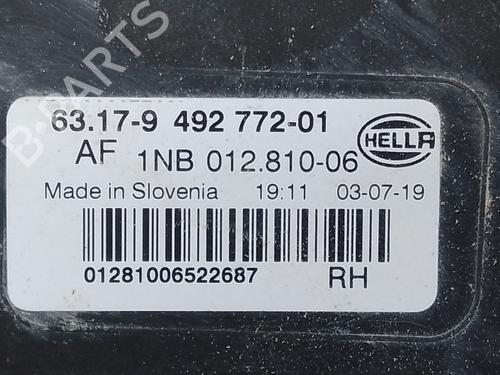 63.17-9 492 772-01
HELLA
AF 1NB 012.810-06
Made in Slovenia 19:11 03-07-19
01281006522687 RH
B-PARTS